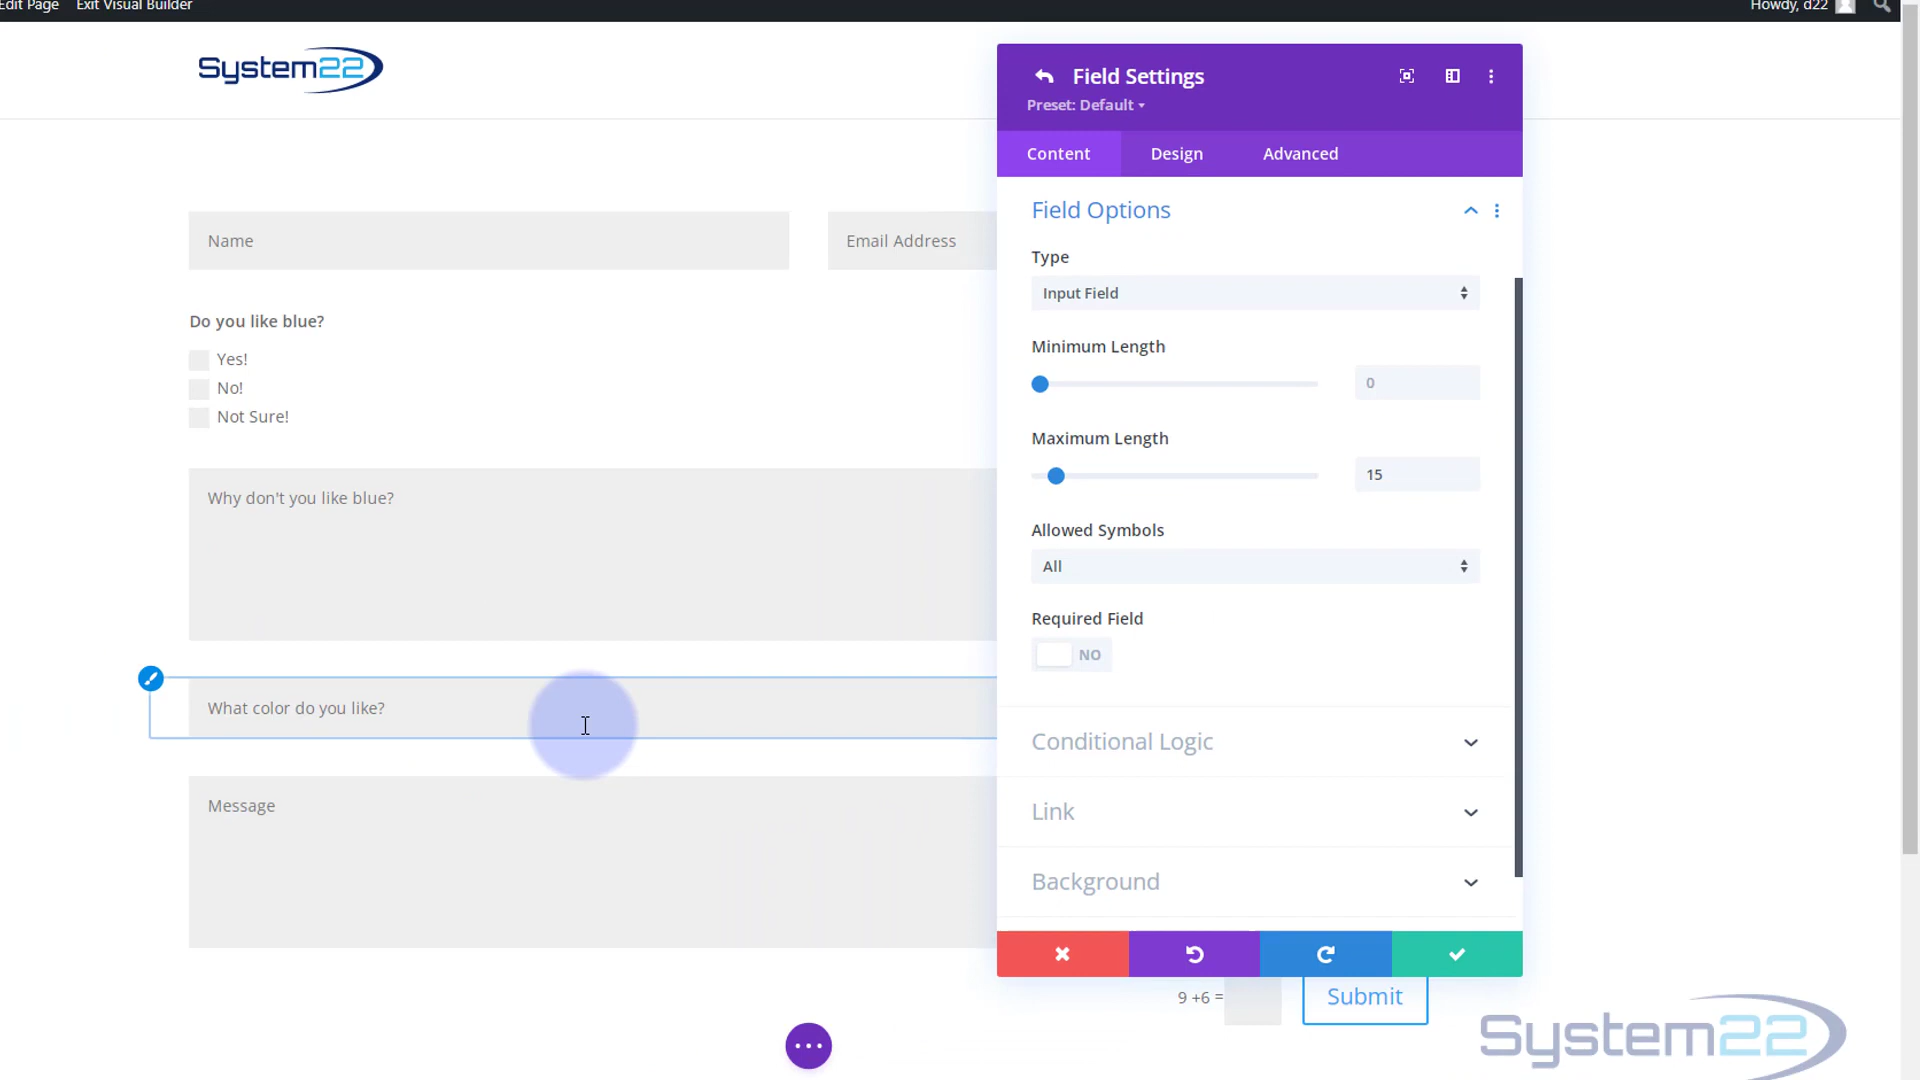 Edit Page Exit Visual Builder Howdy, d22
System22
Field Settings
Preset: Default
Content Design Advanced
Field Options
Type
Input Field
Minimum Length
0
Maximum Length
15
Allowed Symbols
All
Required Field
NO
Conditional Logic
Link
Background
Name
Email Address
Do you like blue?
Yes!
No!
Not Sure!
Why don't you like blue?
What color do you like?
Message
9 +6 =
Submit
System22